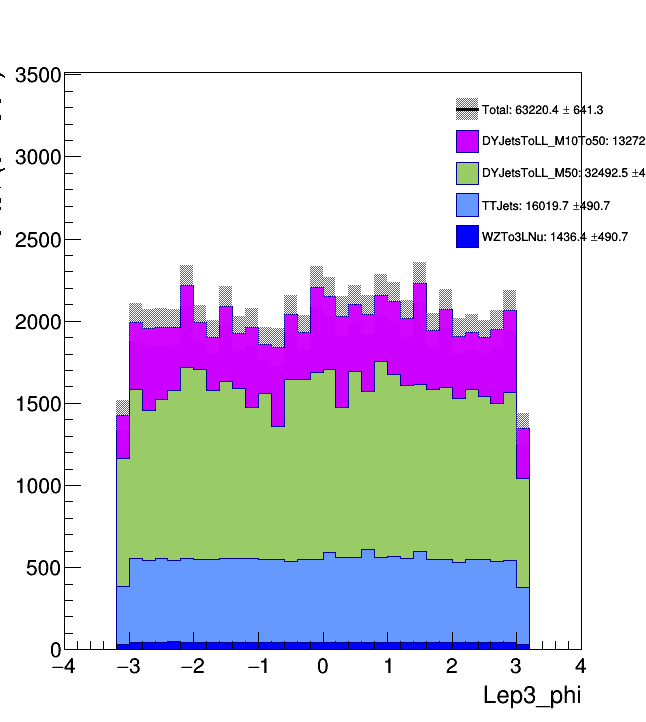 3500
3000
2500
2000
1500
1000
500
0
Total: 63220.4 ± 641.3
DYJetsToLL_M10To50: 13272
DYJetsToLL_M50: 32492.5 ±4
TTJets: 16019.7 ±490.7
WZTo3LNu: 1436.4 ±490.7
−4 −3 −2 −1 0 1 2 3 4
Lep3_phi